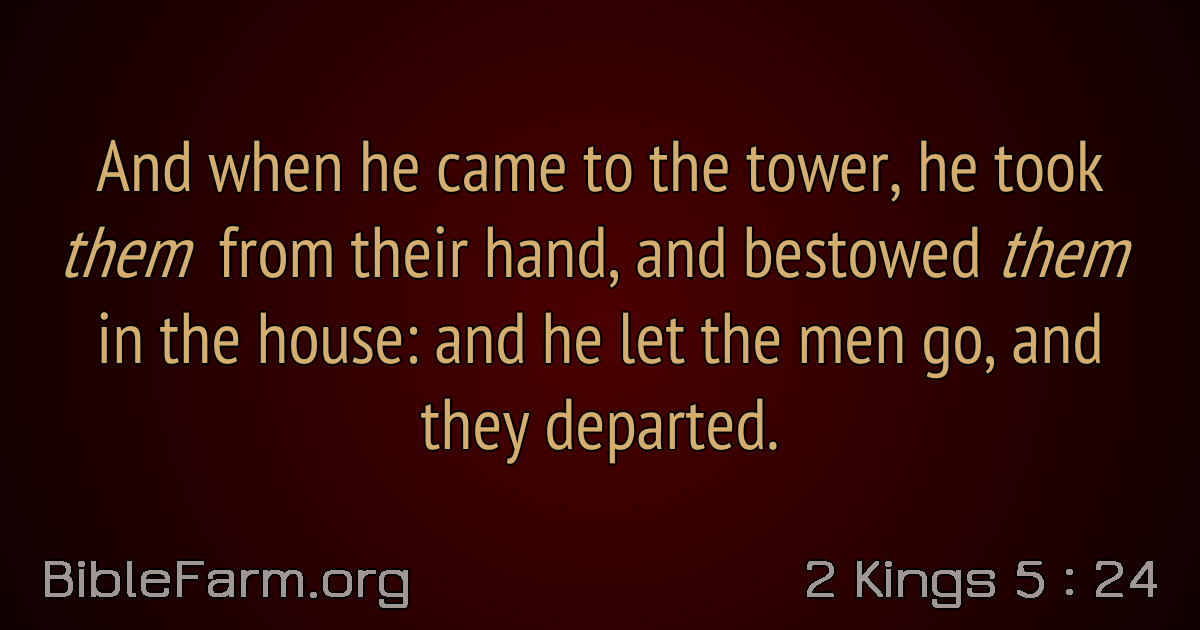 And when he came to the tower, he took
them from their hand, and bestowed them
in the house: and he let the men go, and
they departed.
BibleFarm.org
2 Kings 5 : 24